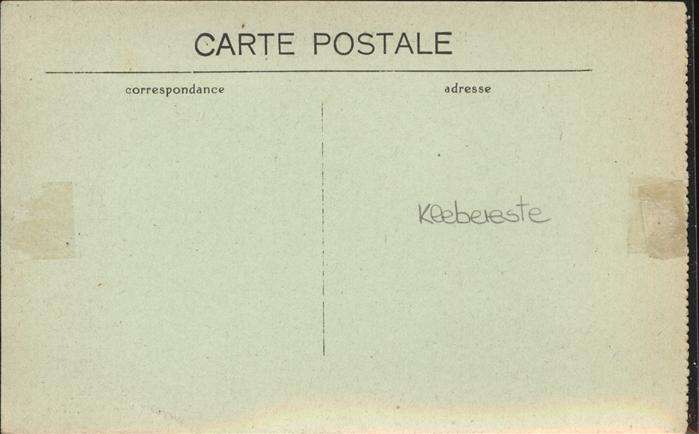 CARTE POSTALE
correspondance
adresse
Klebereste